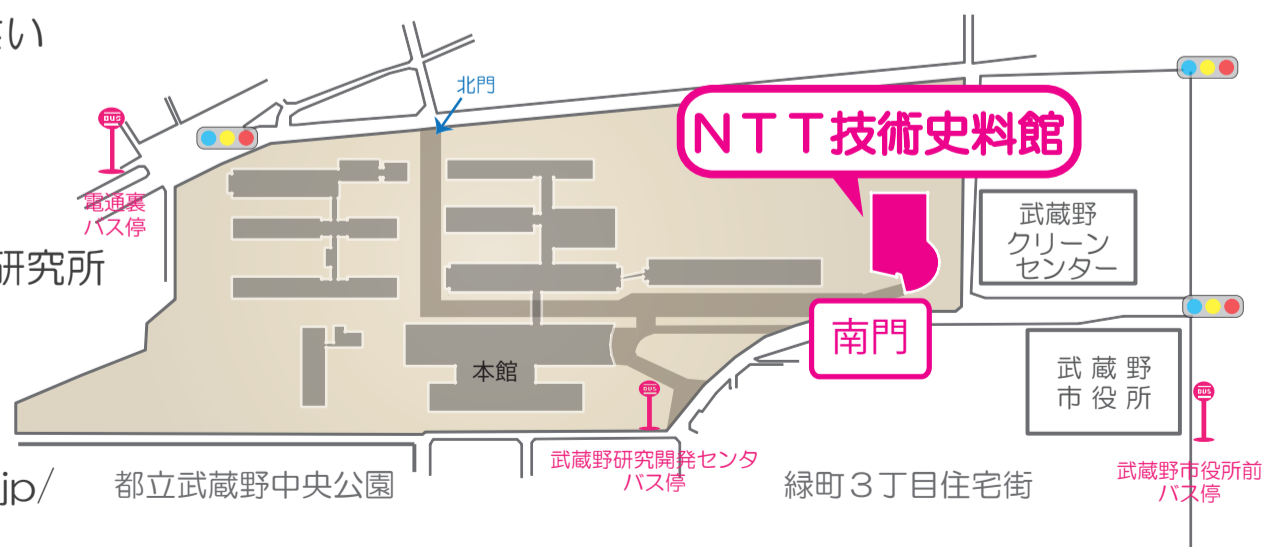 さい
北門
BUS
NTT技術史料館
電通裏
バス停
武蔵野
クリーン
センター
研究所
南門
本館
武蔵野
市役所
BUS
BUS
武蔵野研究開発センタ
バス停
武蔵野市役所前
バス停
jp/
都立武蔵野中央公園
緑町3丁目住宅街